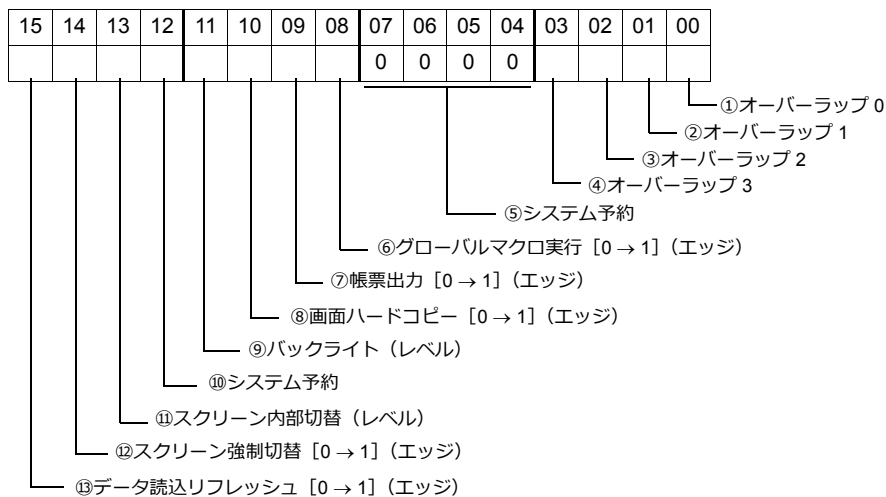 15 14 13 12 11 10 09 08 07 06 05 04 03 02 01 00
0 0 0 0
①オーバーラップ 0
②オーバーラップ 1
③オーバーラップ 2
④オーバーラップ 3
⑤システム予約
⑥グローバルマクロ実行［0 → 1］（エッジ）
⑦帳票出力［0 → 1］（エッジ）
⑧画面ハードコピー［0 → 1］（エッジ）
⑨バックライト（レベル）
⑩システム予約
⑪スクリーン内部切替（レベル）
⑫スクリーン強制切替［0 → 1］（エッジ）
⑬データ読込リフレッシュ［0 → 1］（エッジ）